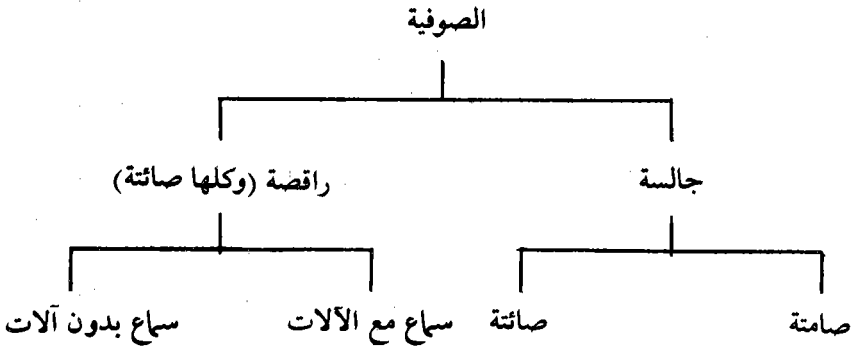 الصوفية
جالسة
راقصة (وكلها صائتة)
صامتة
صائتة
سماع مع الآلات
سماع بدون آلات